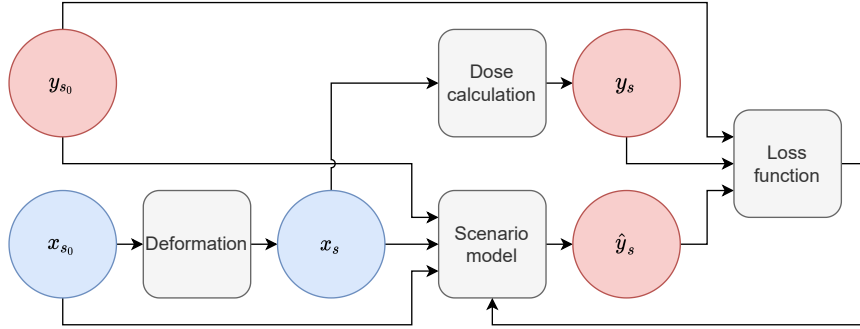 y_{s_0}
Dose
calculation
y_s
Loss
function
x_{s_0}
Deformation
x_s
Scenario
model
ŷ_s